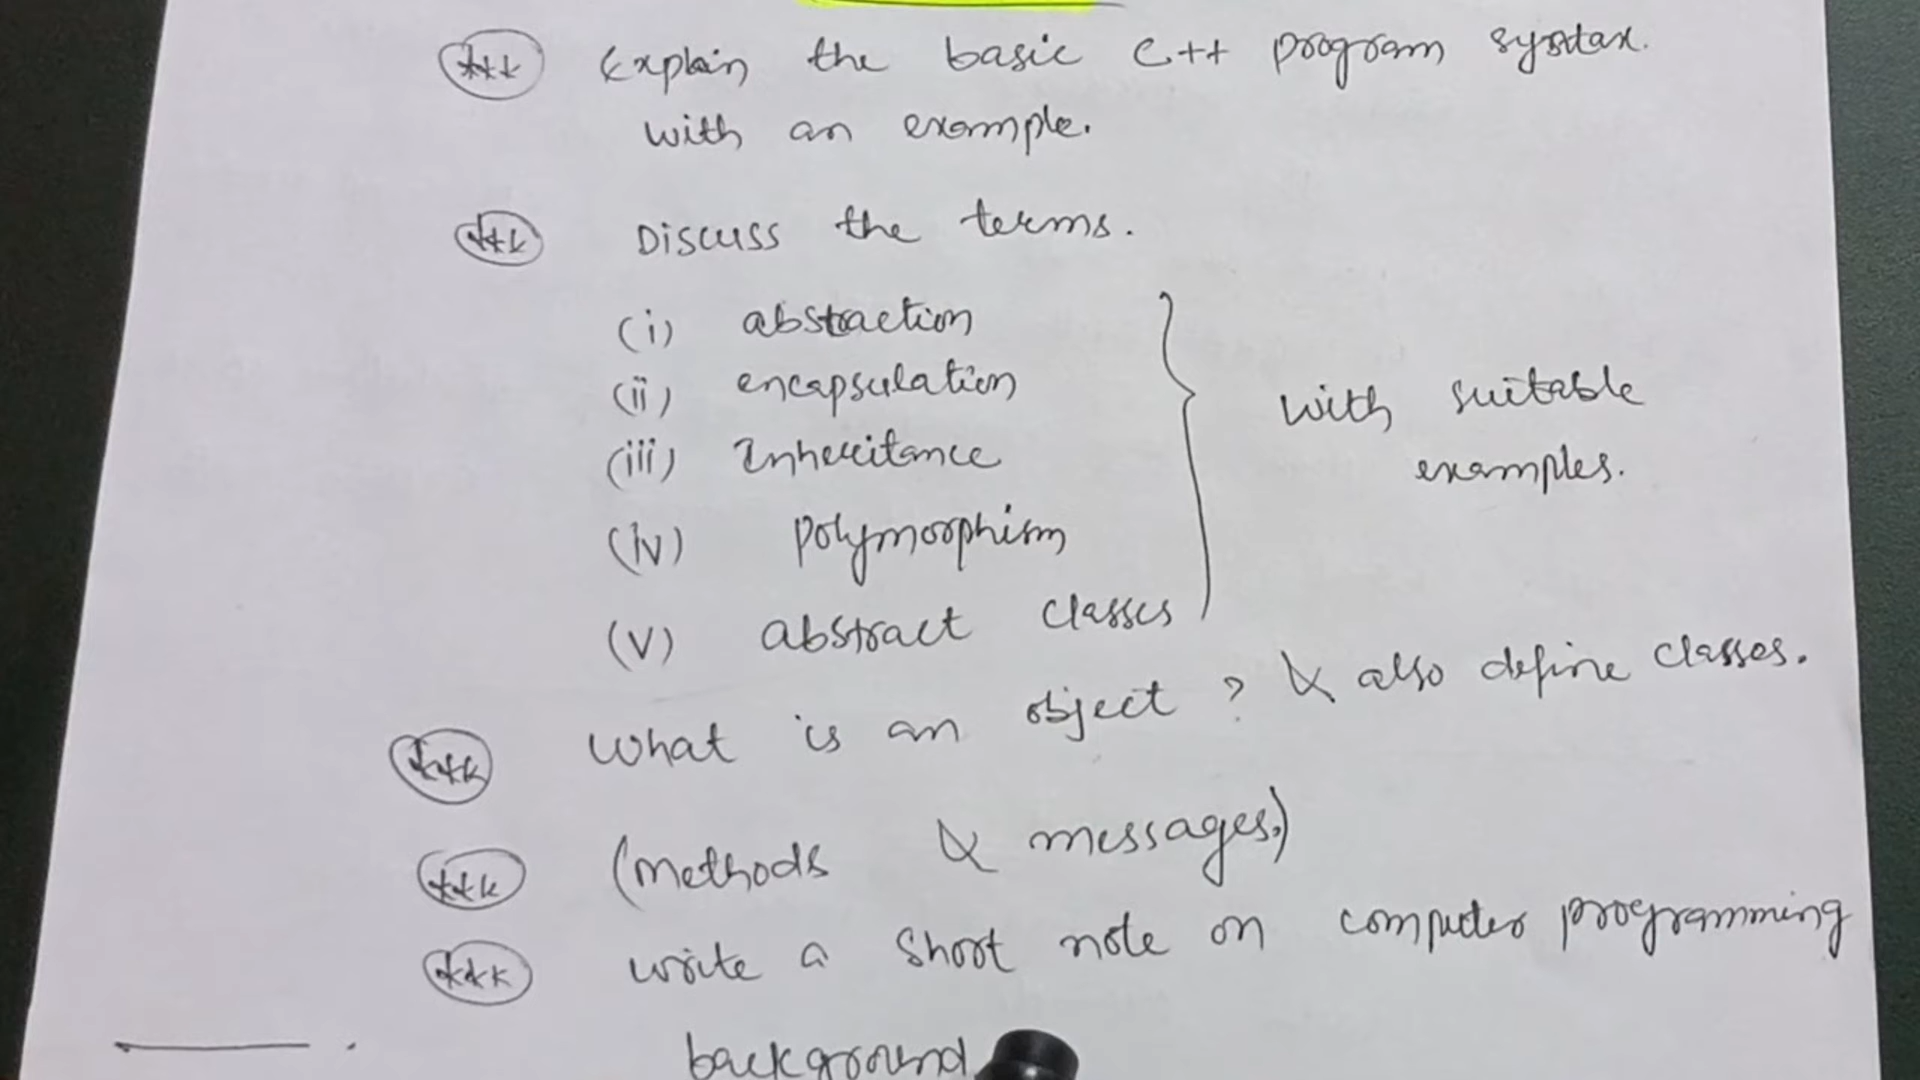 *** Explain the basic C++ program syntax.
with an example.
*** Discuss the terms.
(i) abstraction
(ii) encapsulation
(iii) Inheritance
(iv) polymorphism
(v) abstract classes
with suitable
examples.
*** What is an object ? & also define classes.
*** (methods & messages.)
*** write a short note on computer programming
background.